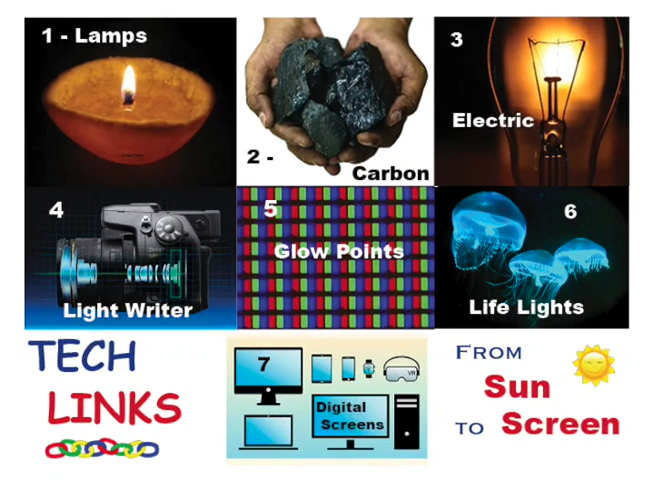 1 - Lamps
2 -
Carbon
3
Electric
4
Light Writer
5
Glow Points
6
Life Lights
TECH
LINKS
7
VR
Digital
Screens
FROM
Sun
TO Screen